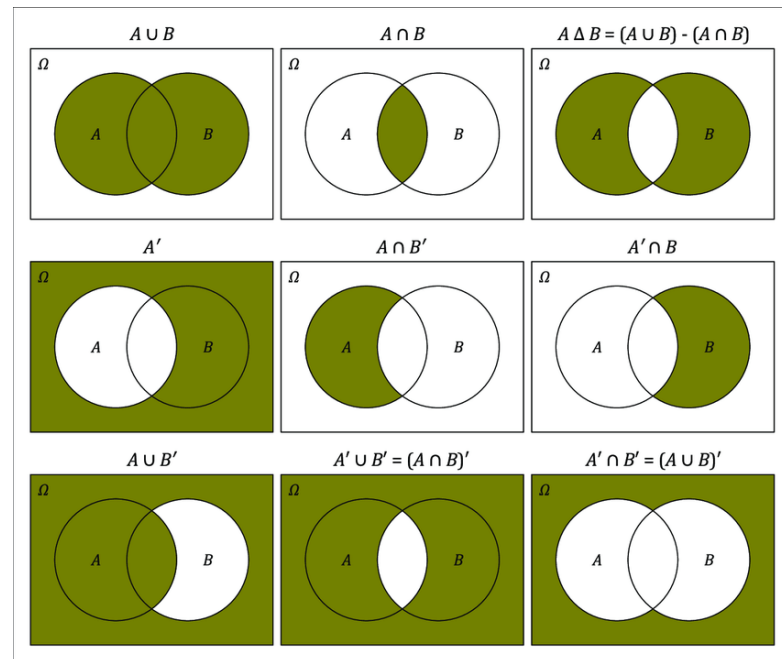 A ∪ B
A ∩ B
A Δ B = (A ∪ B) - (A ∩ B)
Ω
A
B
Ω
A
B
Ω
A
B
A′
A ∩ B′
A′ ∩ B
Ω
A
B
Ω
A
B
Ω
A
B
A ∪ B′
A′ ∪ B′ = (A ∩ B)′
A′ ∩ B′ = (A ∪ B)′
Ω
A
B
Ω
A
B
Ω
A
B